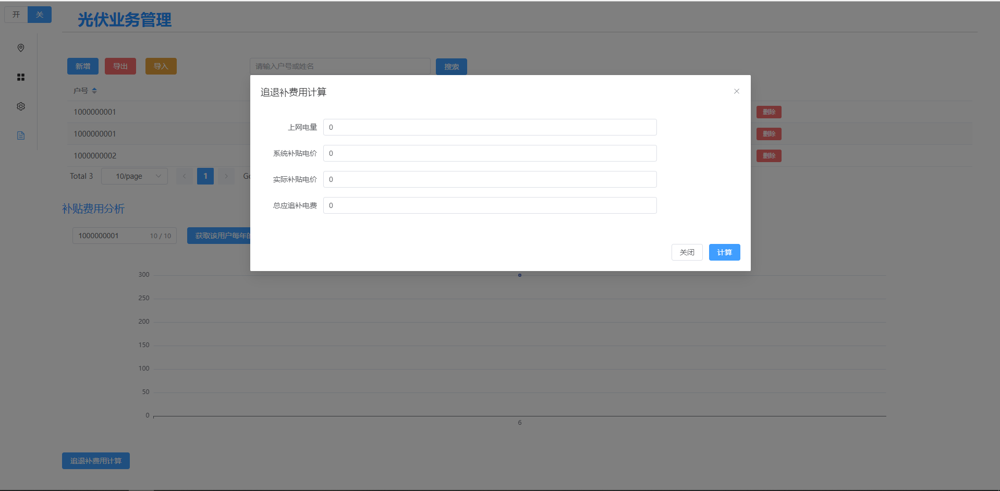 开 关
光伏业务管理
新增 导出 导入 请输入户号或姓名 搜索
追退补费用计算
户号
1000000001 删除
上网电量 0
1000000001 删除
系统补贴电价 0
1000000002 删除
Total 3 10/page 1
实际补贴电价 0
总应追补电费 0
补贴费用分析
1000000001 10 / 10 获取该用户每年
关闭 计算
300
250
200
150
100
50
0
6
追退补费用计算